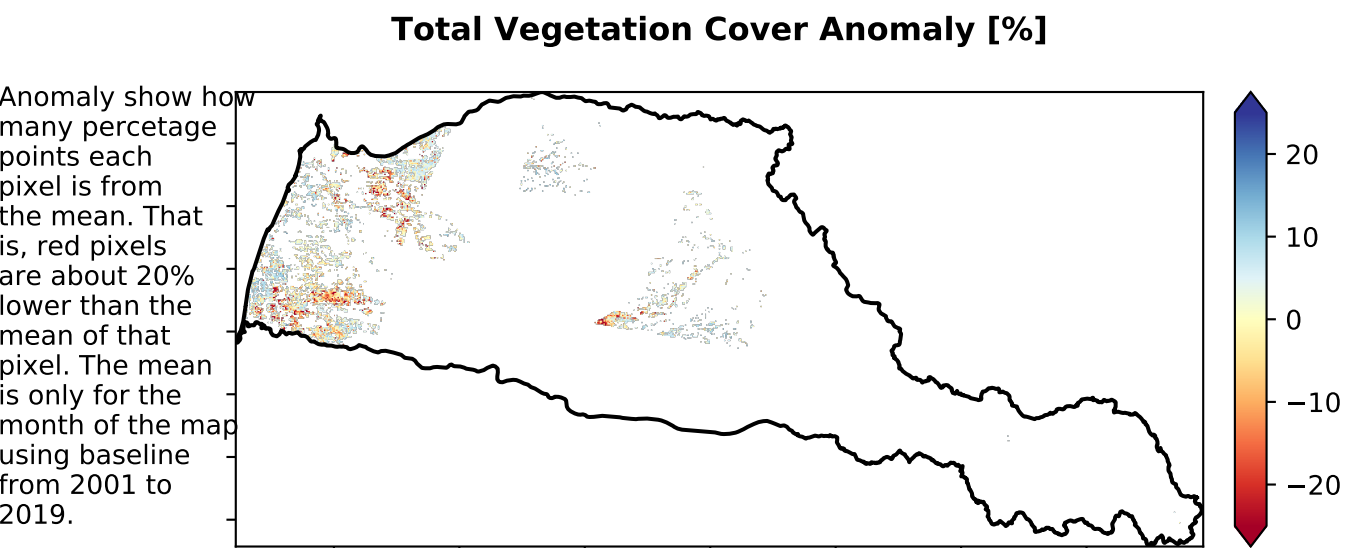 Total Vegetation Cover Anomaly [%]
Anomaly show how
many percetage
points each
pixel is from
the mean. That
is, red pixels
are about 20%
lower than the
mean of that
pixel. The mean
is only for the
month of the map
using baseline
from 2001 to
2019.
20
10
0
−10
−20